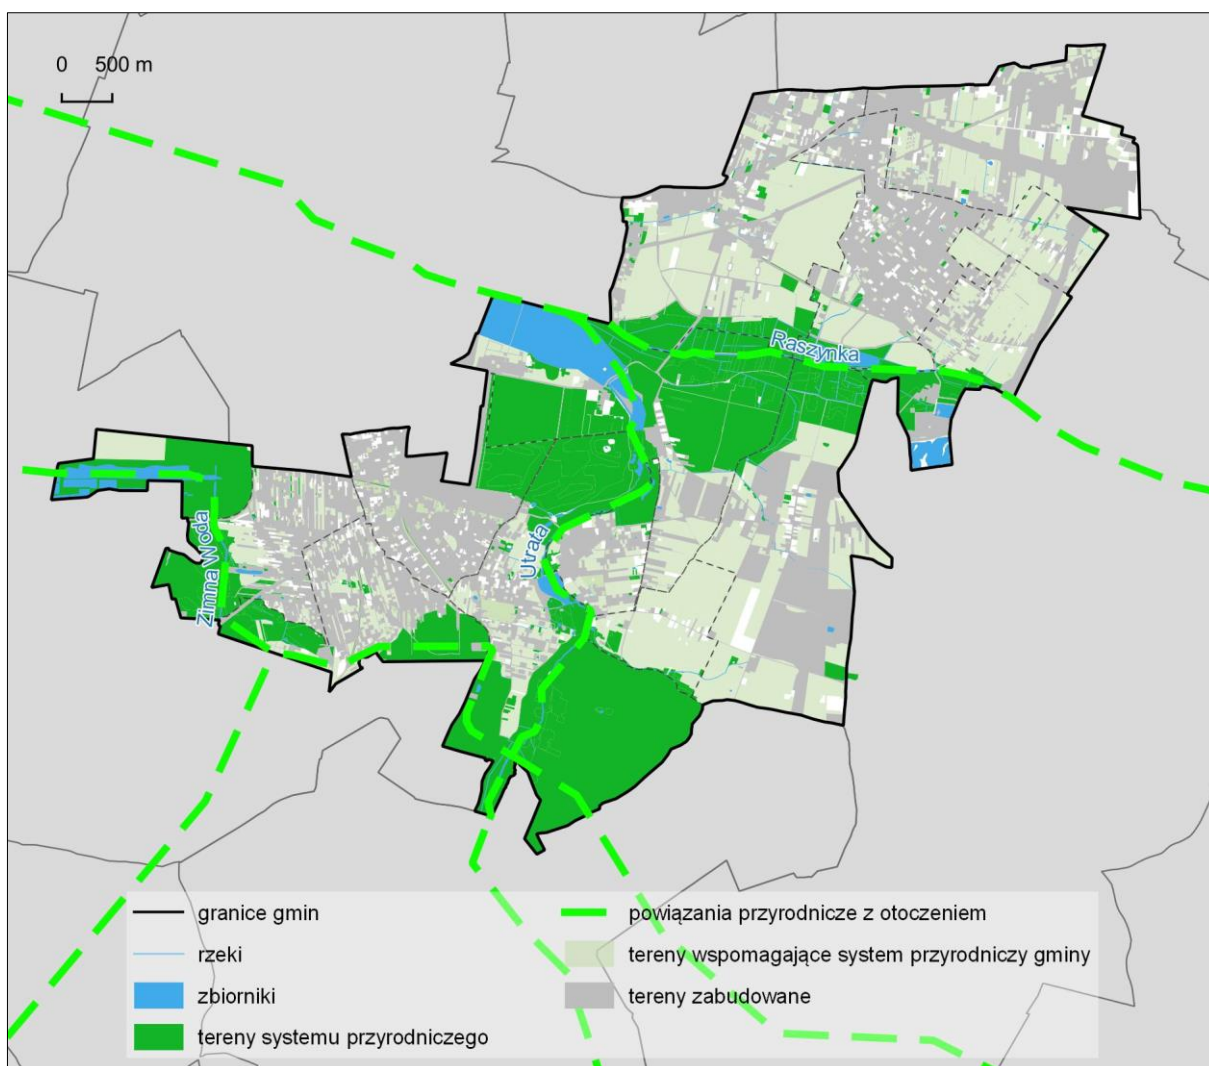 0 500 m
Raszynka
Utrata
Zimna Woda
granice gmin
rzeki
zbiorniki
tereny systemu przyrodniczego
powiązania przyrodnicze z otoczeniem
tereny wspomagające system przyrodniczy gminy
tereny zabudowane